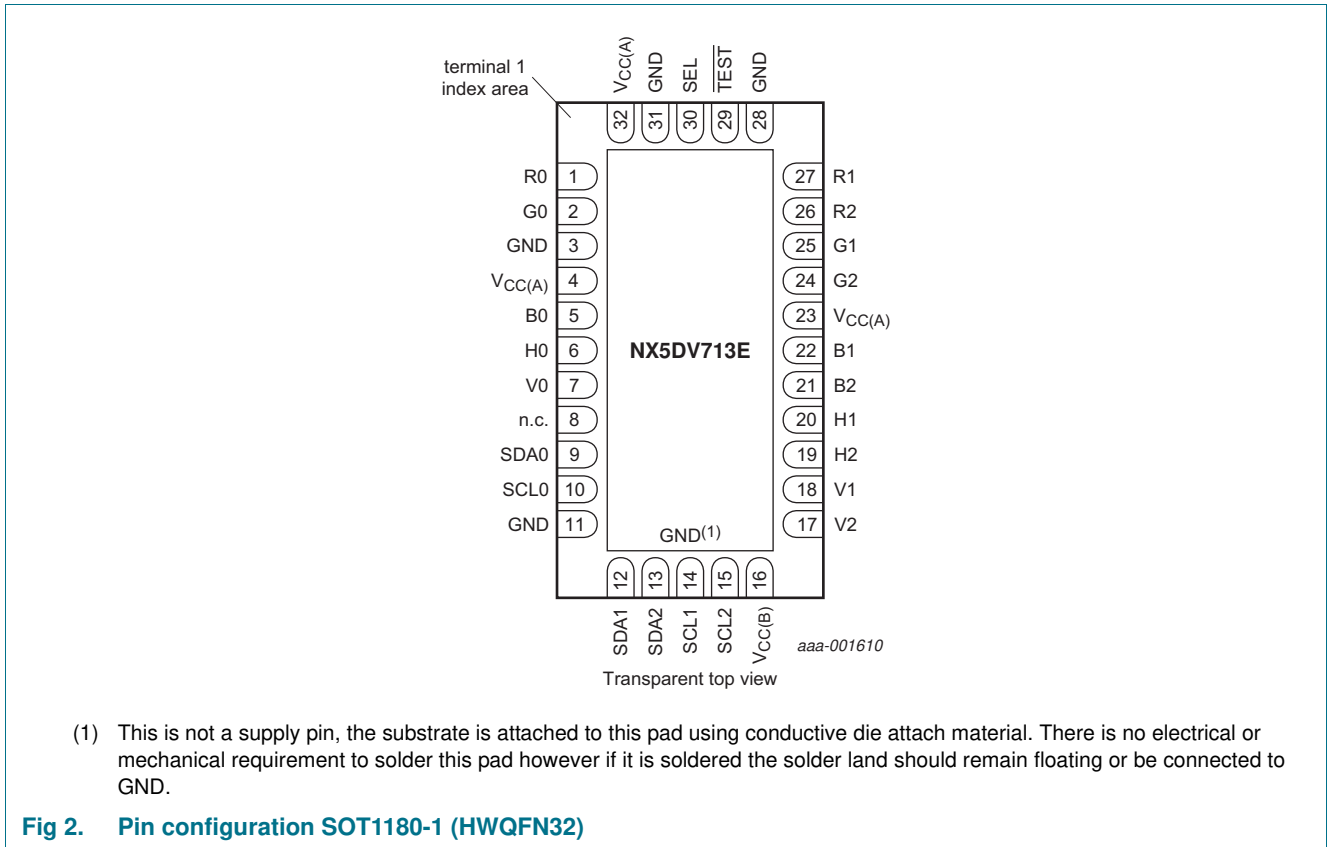 terminal 1
index area
VCC(A)
GND
SEL
TEST
GND
32
31
30
29
28
R0 1
G0 2
GND 3
VCC(A) 4
B0 5
H0 6
V0 7
n.c. 8
SDA0 9
SCL0 10
GND 11
NX5DV713E
GND(1)
27 R1
26 R2
25 G1
24 G2
23 VCC(A)
22 B1
21 B2
20 H1
19 H2
18 V1
17 V2
12
13
14
15
16
SDA1
SDA2
SCL1
SCL2
VCC(B)
aaa-001610
Transparent top view
(1) This is not a supply pin, the substrate is attached to this pad using conductive die attach material. There is no electrical or
mechanical requirement to solder this pad however if it is soldered the solder land should remain floating or be connected to
GND.
Fig 2. Pin configuration SOT1180-1 (HWQFN32)